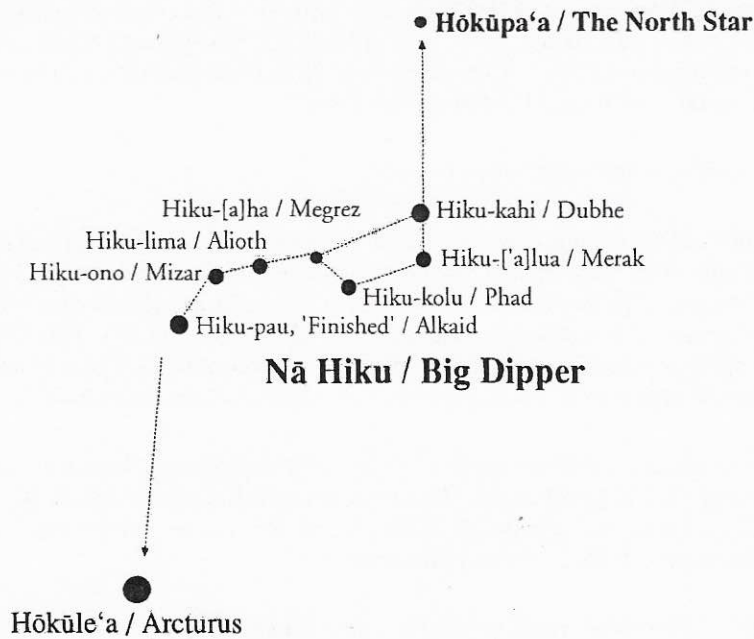 Hōkūpaʻa / The North Star
Hiku-[a]ha / Megrez
Hiku-kahi / Dubhe
Hiku-lima / Alioth
Hiku-ono / Mizar
Hiku-['a]lua / Merak
Hiku-kolu / Phad
Hiku-pau, 'Finished' / Alkaid
Nā Hiku / Big Dipper
Hōkūleʻa / Arcturus